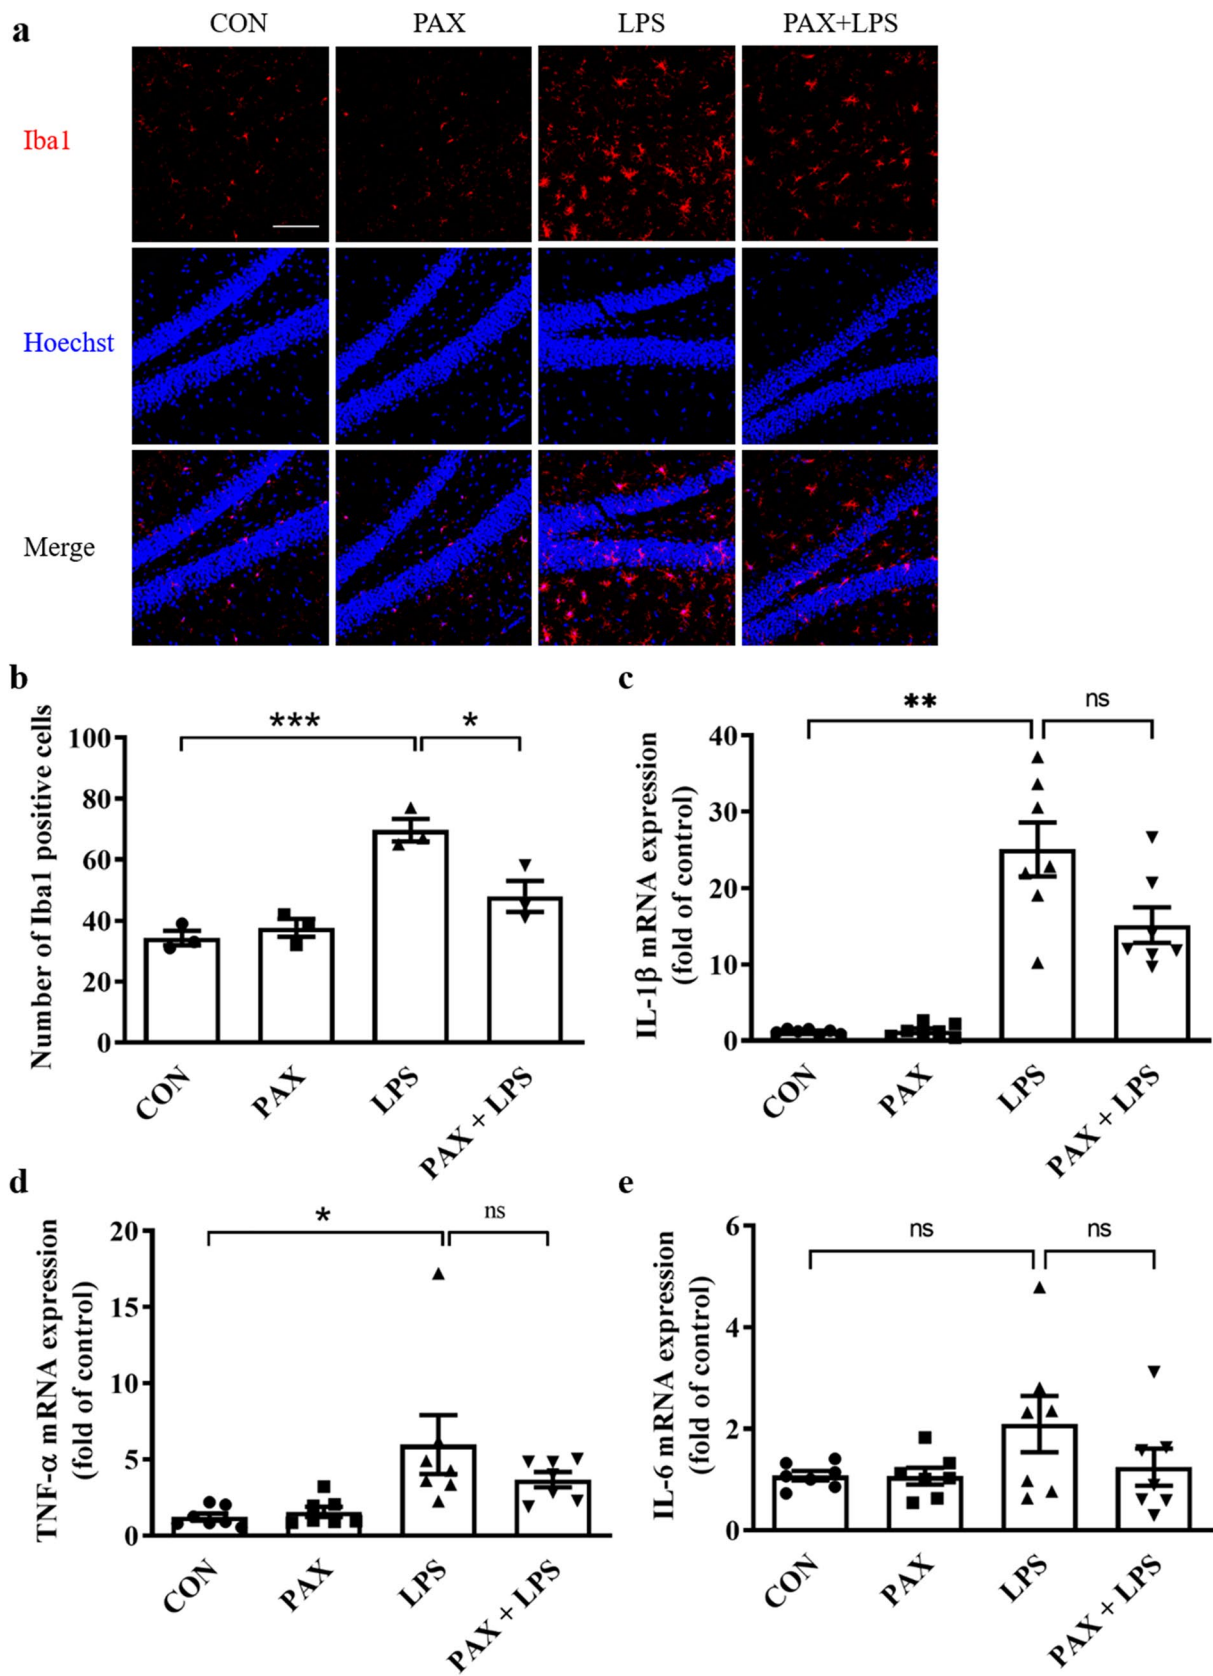 a
CON PAX LPS PAX+LPS
Iba1
Hoechst
Merge
b
Number of Iba1 positive cells
100
80
60
40
20
0
*** *
CON PAX LPS PAX + LPS
c
IL-1β mRNA expression
(fold of control)
40
30
20
10
0
** ns
CON PAX LPS PAX + LPS
d
TNF-α mRNA expression
(fold of control)
20
15
10
5
0
* ns
CON PAX LPS PAX + LPS
e
IL-6 mRNA expression
(fold of control)
6
4
2
0
ns ns
CON PAX LPS PAX + LPS